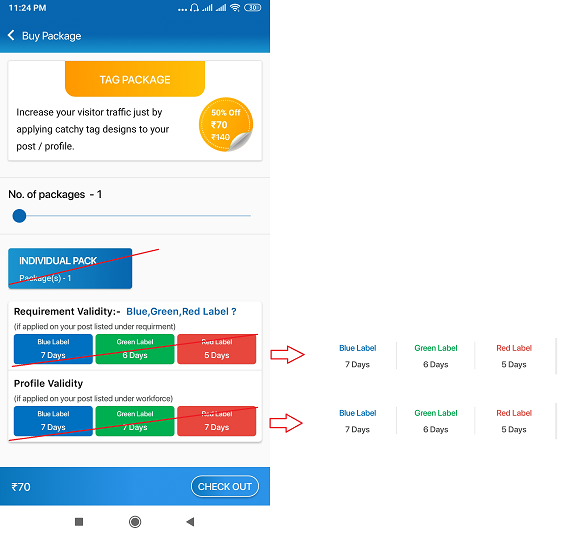 11:24 PM
30
Buy Package
TAG PACKAGE
Increase your visitor traffic just by
applying catchy tag designs to your
post / profile.
50% Off
₹70
₹140
No. of packages - 1
INDIVIDUAL PACK
Package(s) - 1
Requirement Validity:- Blue,Green,Red Label ?
(if applied on your post listed under requirment)
Blue Label Green Label Red Label
7 Days 6 Days 5 Days
Profile Validity
(if applied on your post listed under workforce)
Blue Label Green Label Red Label
7 Days 7 Days 7 Days
₹70
CHECK OUT
Blue Label Green Label Red Label
7 Days 6 Days 5 Days
Blue Label Green Label Red Label
7 Days 6 Days 5 Days